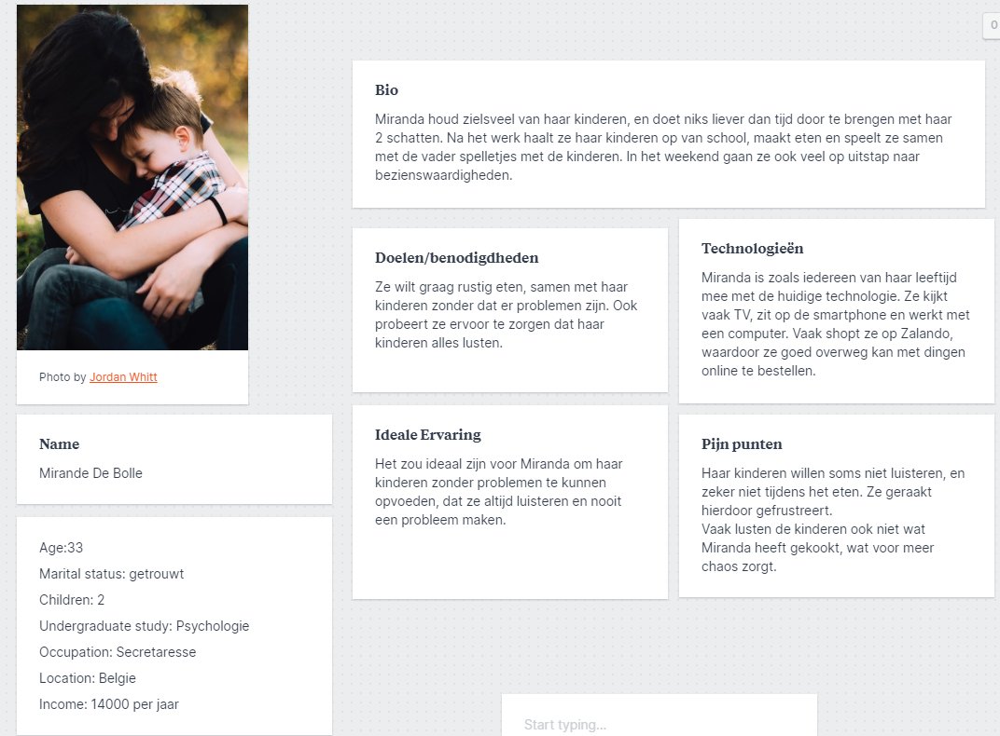 0
Bio
Miranda houd zielsveel van haar kinderen, en doet niks liever dan tijd door te brengen met haar
2 schatten. Na het werk haalt ze haar kinderen op van school, maakt eten en speelt ze samen
met de vader spelletjes met de kinderen. In het weekend gaan ze ook veel op uitstap naar
bezienswaardigheden.
Doelen/benodigdheden
Ze wilt graag rustig eten, samen met haar
kinderen zonder dat er problemen zijn. Ook
probeert ze ervoor te zorgen dat haar
kinderen alles lusten.
Technologieën
Miranda is zoals iedereen van haar leeftijd
mee met de huidige technologie. Ze kijkt
vaak TV, zit op de smartphone en werkt met
een computer. Vaak shopt ze op Zalando,
waardoor ze goed overweg kan met dingen
online te bestellen.
Photo by Jordan Whitt
Name
Mirande De Bolle
Ideale Ervaring
Het zou ideaal zijn voor Miranda om haar
kinderen zonder problemen te kunnen
opvoeden, dat ze altijd luisteren en nooit
een probleem maken.
Pijn punten
Haar kinderen willen soms niet luisteren, en
zeker niet tijdens het eten. Ze geraakt
hierdoor gefrustreert.
Vaak lusten de kinderen ook niet wat
Miranda heeft gekookt, wat voor meer
chaos zorgt.
Age:33
Marital status: getrouwt
Children: 2
Undergraduate study: Psychologie
Occupation: Secretaresse
Location: Belgie
Income: 14000 per jaar
Start typing...